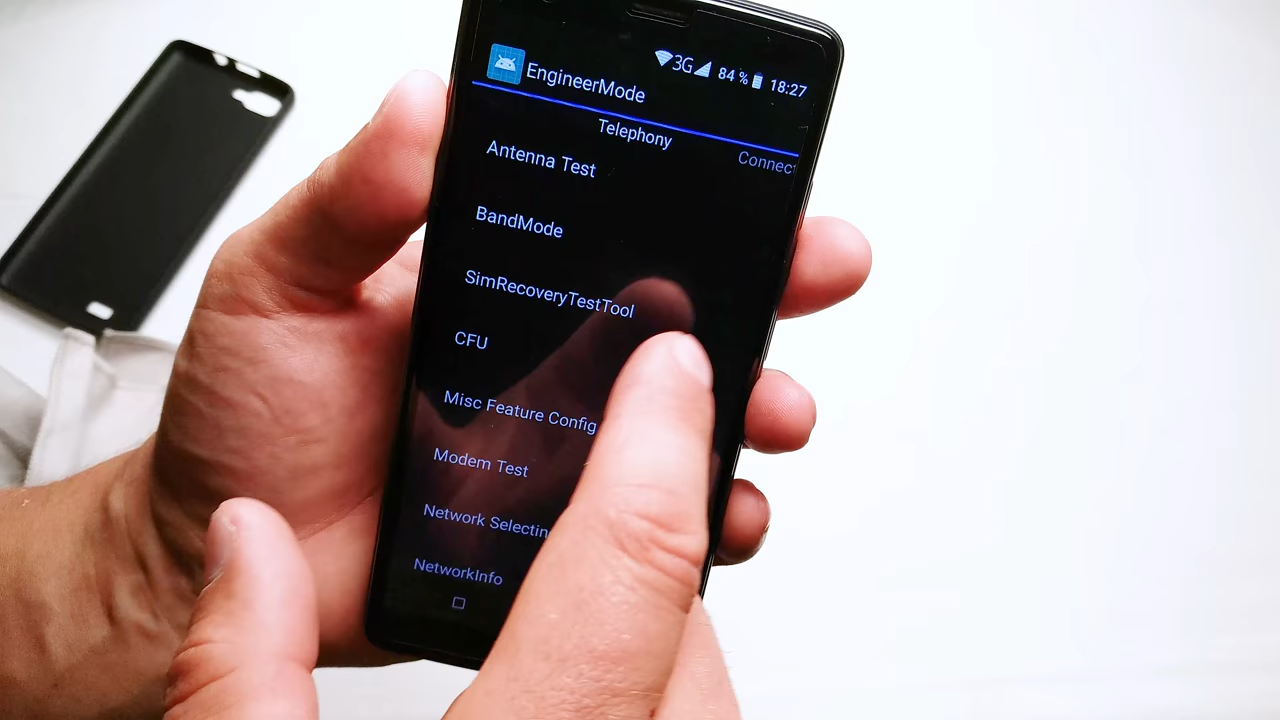 3G 84 % 18:27
EngineerMode
Telephony
Connect
Antenna Test
BandMode
SimRecoveryTestTool
CFU
Misc Feature Config
Modem Test
Network Selectin
NetworkInfo